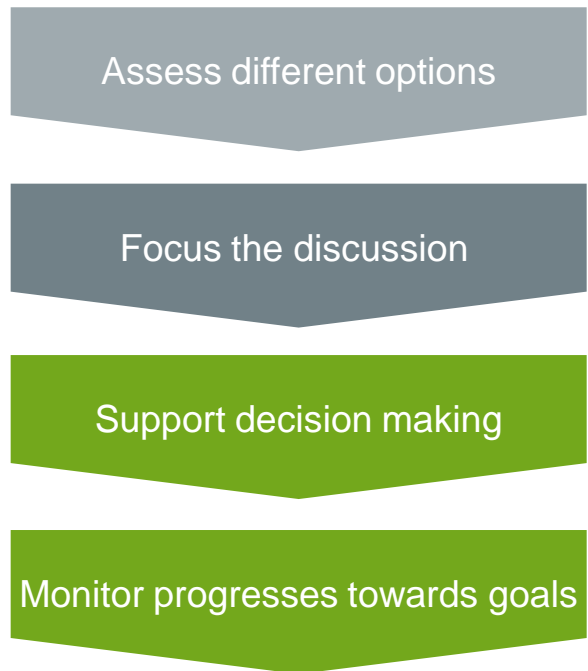 Assess different options
Focus the discussion
Support decision making
Monitor progresses towards goals